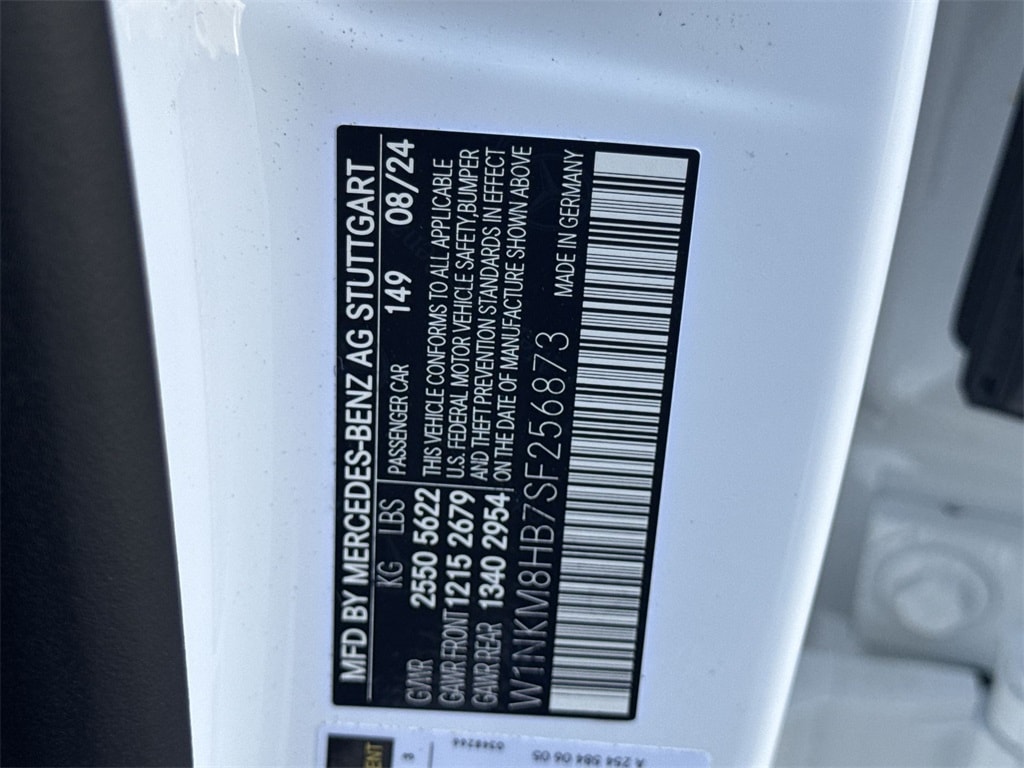 MFD BY MERCEDES-BENZ AG STUTTGART
KG LBS PASSENGER CAR 149 08/24
GVWR 2550 5622
GAWR FRONT 1215 2679
GAWR REAR 1340 2954
THIS VEHICLE CONFORMS TO ALL APPLICABLE
U.S. FEDERAL MOTOR VEHICLE SAFETY,BUMPER
AND THEFT PREVENTION STANDARDS IN EFFECT
ON THE DATE OF MANUFACTURE SHOWN ABOVE
W1NKM8HB7SF256873 MADE IN GERMANY
A 254 584 06 05